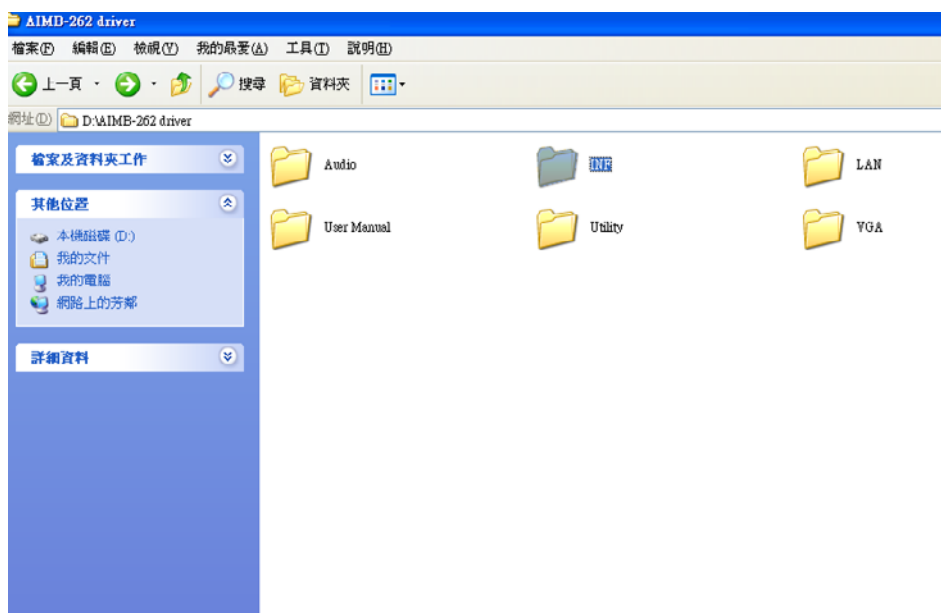 AIMB-262 driver
檔案(F) 編輯(E) 檢視(V) 我的最愛(A) 工具(T) 說明(H)
上一頁 搜尋 資料夾
網址(D) D:\AIMB-262 driver
檔案及資料夾工作
其他位置
本機磁碟 (D:)
我的文件
我的電腦
網路上的芳鄰
詳細資料
Audio INF LAN
User Manual Utility VGA